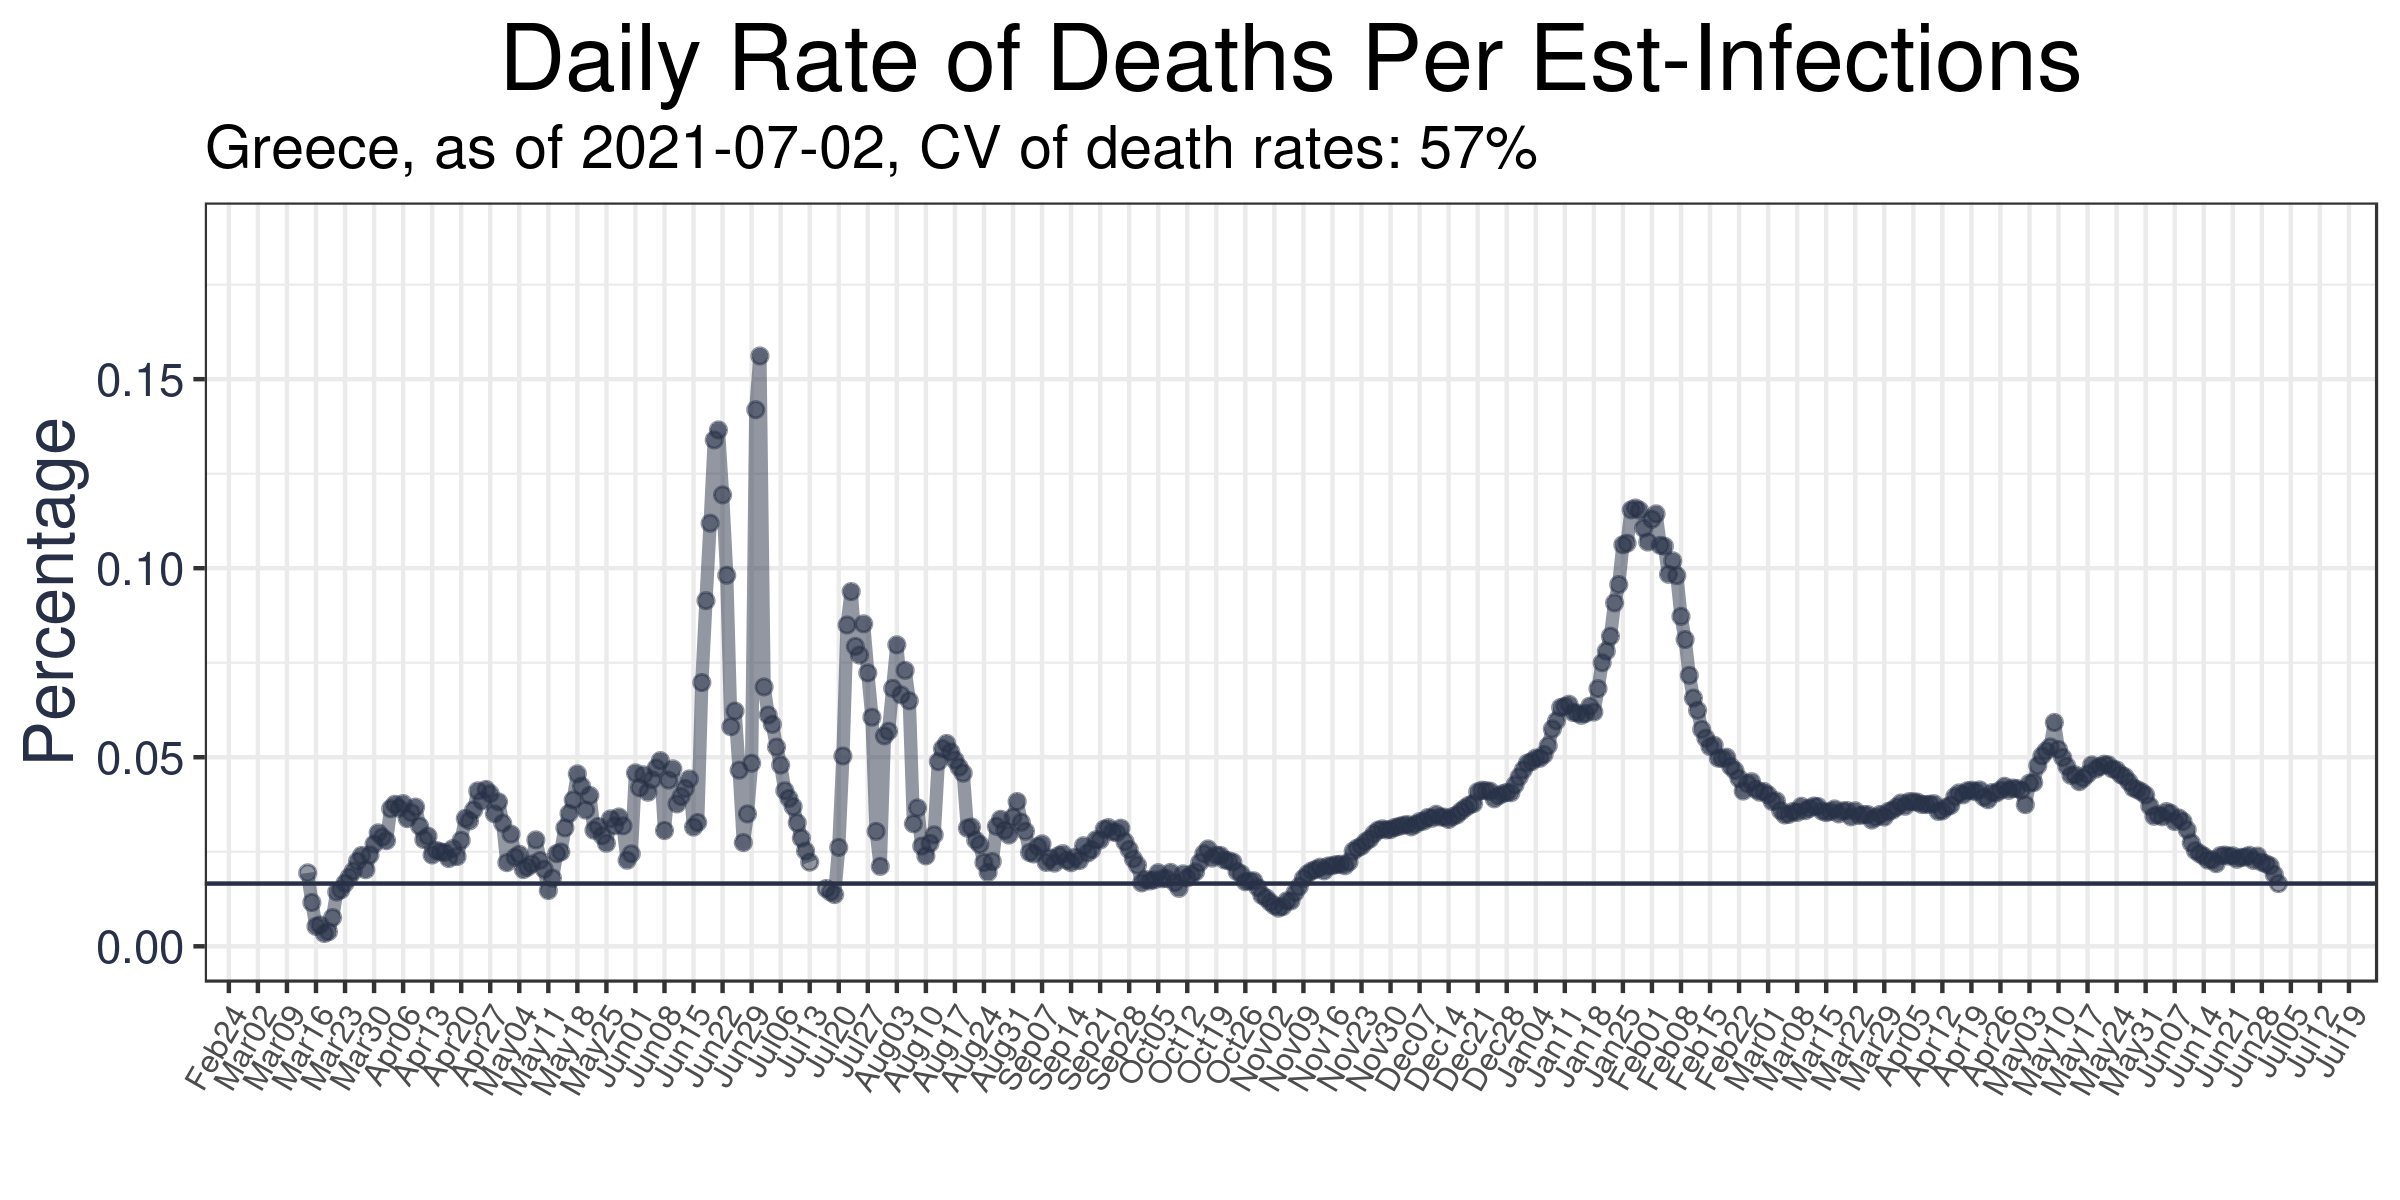 Daily Rate of Deaths Per Est-Infections
Greece, as of 2021-07-02, CV of death rates: 57%
Percentage
0.15
0.10
0.05
0.00
Feb24
Mar02
Mar09
Mar16
Mar23
Mar30
Apr06
Apr13
Apr20
Apr27
May04
May11
May18
May25
Jun01
Jun08
Jun15
Jun22
Jun29
Jul06
Jul13
Jul20
Jul27
Aug03
Aug10
Aug17
Aug24
Aug31
Sep07
Sep14
Sep21
Sep28
Oct05
Oct12
Oct19
Oct26
Nov02
Nov09
Nov16
Nov23
Nov30
Dec07
Dec14
Dec21
Dec28
Jan04
Jan11
Jan18
Jan25
Feb01
Feb08
Feb15
Feb22
Mar01
Mar08
Mar15
Mar22
Mar29
Apr05
Apr12
Apr19
Apr26
May03
May10
May17
May24
May31
Jun07
Jun14
Jun21
Jun28
Jul05
Jul12
Jul19